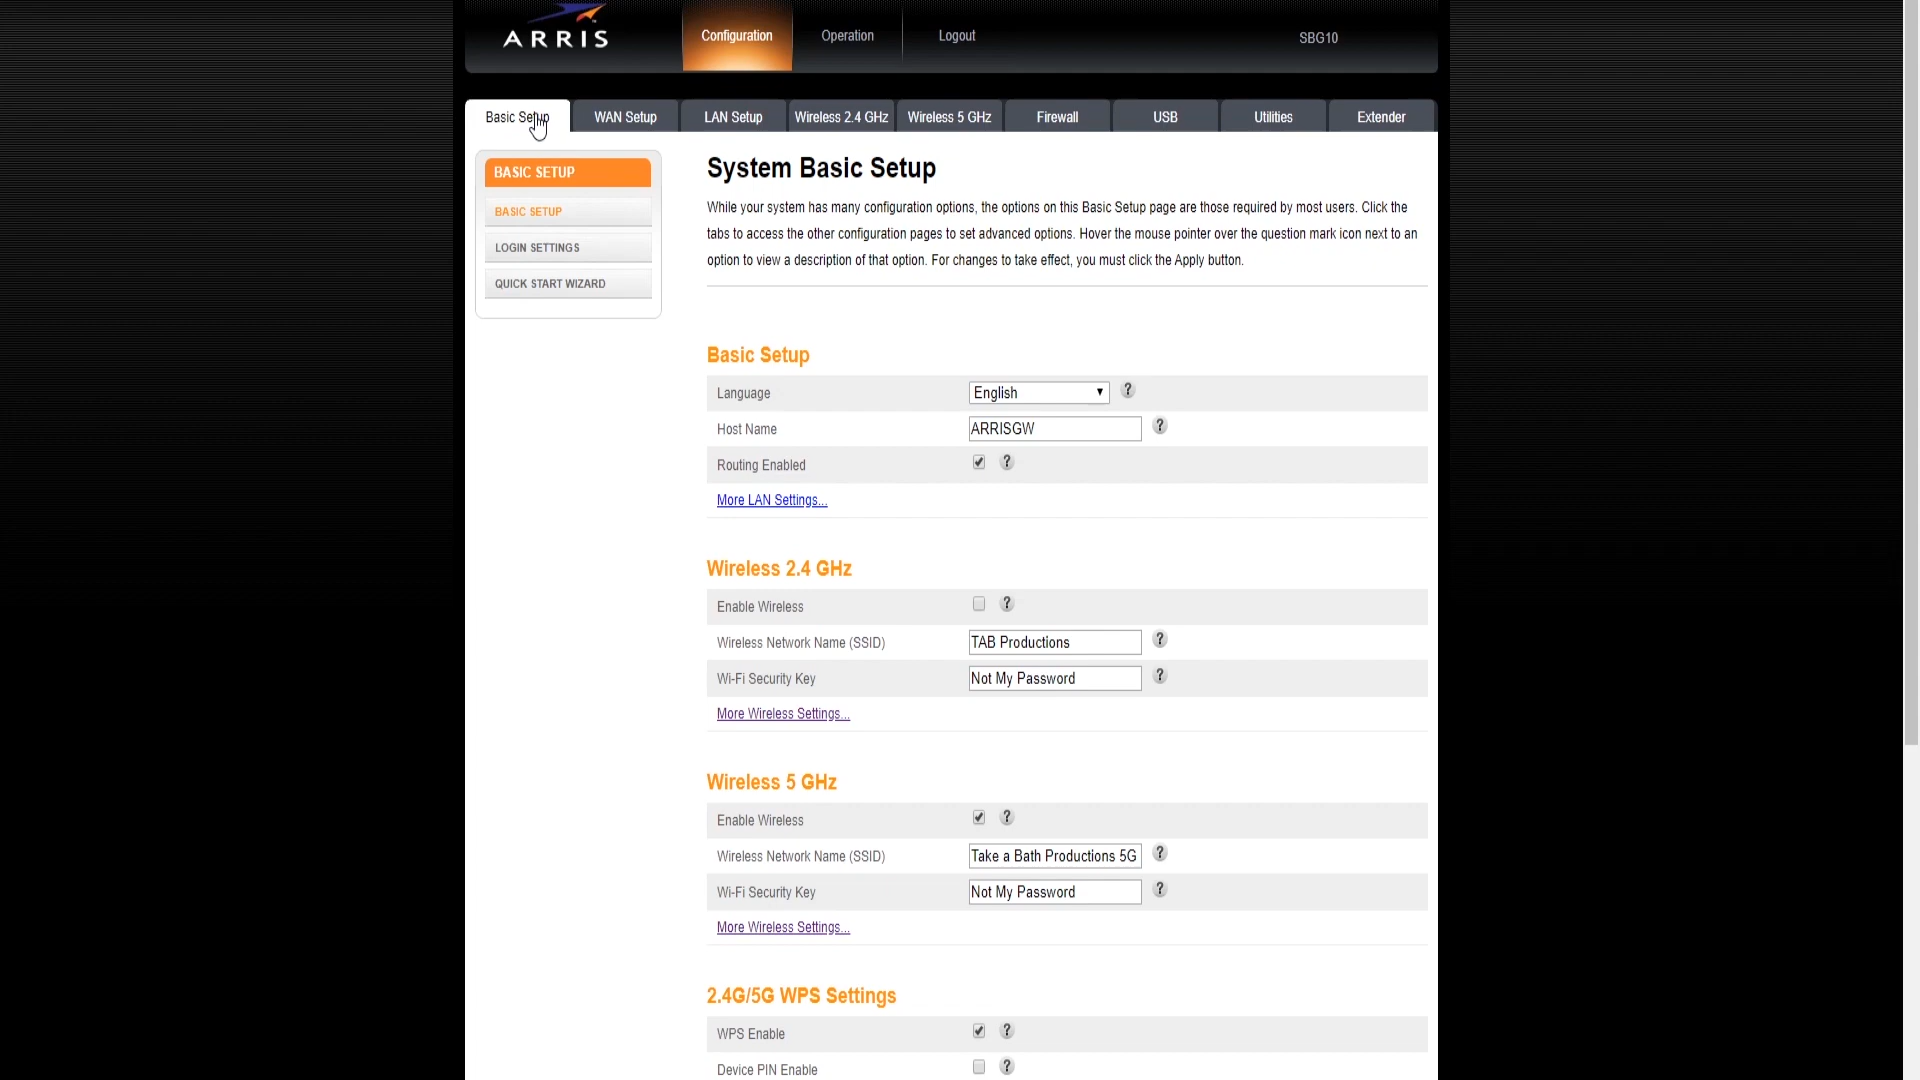 ARRIS
Configuration
Operation
Logout
SBG10
Basic Setup
WAN Setup
LAN Setup
Wireless 2.4 GHz
Wireless 5 GHz
Firewall
USB
Utilities
Extender
BASIC SETUP
BASIC SETUP
LOGIN SETTINGS
QUICK START WIZARD
System Basic Setup
While your system has many configuration options, the options on this Basic Setup page are those required by most users. Click the
tabs to access the other configuration pages to set advanced options. Hover the mouse pointer over the question mark icon next to an
option to view a description of that option. For changes to take effect, you must click the Apply button.
Basic Setup
Language English ?
Host Name ARRISGW ?
Routing Enabled ?
More LAN Settings...
Wireless 2.4 GHz
Enable Wireless ?
Wireless Network Name (SSID) TAB Productions ?
Wi-Fi Security Key Not My Password ?
More Wireless Settings...
Wireless 5 GHz
Enable Wireless ?
Wireless Network Name (SSID) Take a Bath Productions 5G ?
Wi-Fi Security Key Not My Password ?
More Wireless Settings...
2.4G/5G WPS Settings
WPS Enable ?
Device PIN Enable ?